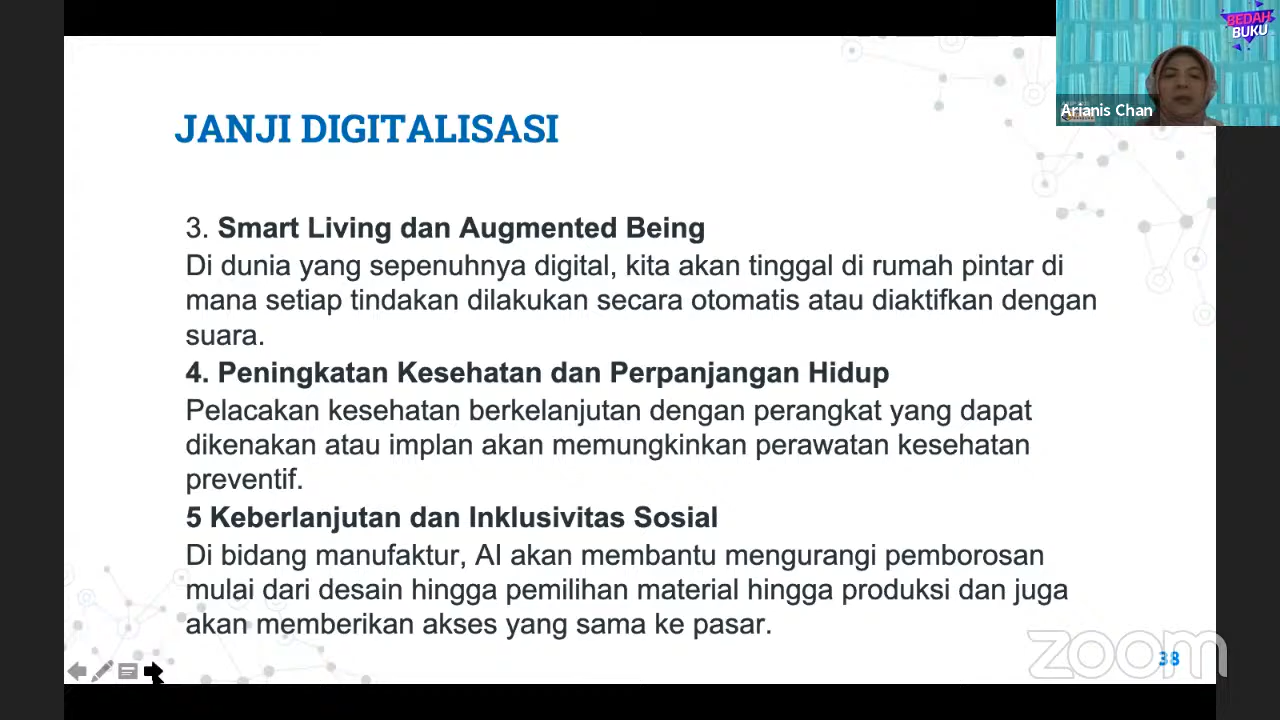 BEDAH
BUKU
Arianis Chan
JANJI DIGITALISASI
3. Smart Living dan Augmented Being
Di dunia yang sepenuhnya digital, kita akan tinggal di rumah pintar di
mana setiap tindakan dilakukan secara otomatis atau diaktifkan dengan
suara.
4. Peningkatan Kesehatan dan Perpanjangan Hidup
Pelacakan kesehatan berkelanjutan dengan perangkat yang dapat
dikenakan atau implan akan memungkinkan perawatan kesehatan
preventif.
5 Keberlanjutan dan Inklusivitas Sosial
Di bidang manufaktur, AI akan membantu mengurangi pemborosan
mulai dari desain hingga pemilihan material hingga produksi dan juga
akan memberikan akses yang sama ke pasar.
zoom
38